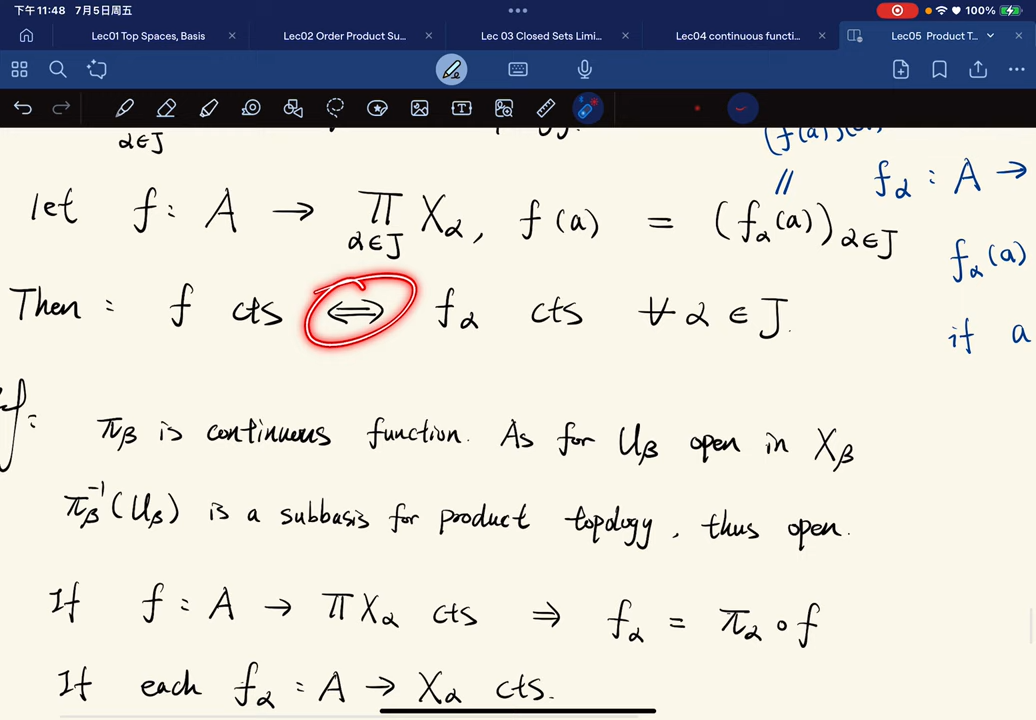 下午11:48 7月5日周五
100%
Lec01 Top Spaces, Basis
Lec02 Order Product Su...
Lec 03 Closed Sets Limi...
Lec04 continuous functi...
Lec05 Product T...
α∈J
let f : A → Π X_α, f(a) = (f_α(a))_{α∈J}
α∈J
//
f_α : A →
f_α(a)
if a
Then : f cts ⟺ f_α cts ∀ α ∈ J.
π_β is continuous function. As for U_β open in X_β
π_β^{-1}(U_β) is a subbasis for product topology, thus open.
If f : A → Π X_α cts ⇒ f_α = π_α ∘ f
If each f_α : A → X_α cts.